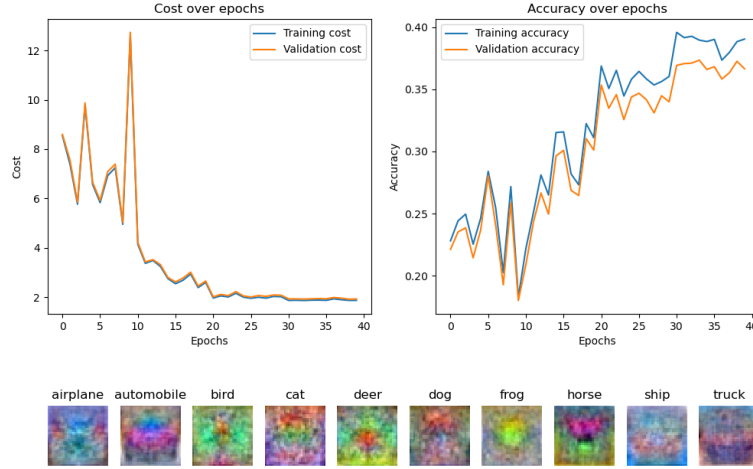 Cost over epochs
Training cost
Validation cost
12
10
8
6
4
2
Cost
0 5 10 15 20 25 30 35 40
Epochs
Accuracy over epochs
Training accuracy
Validation accuracy
0.40
0.35
0.30
0.25
0.20
Accuracy
0 5 10 15 20 25 30 35 40
Epochs
airplane automobile bird cat deer dog frog horse ship truck